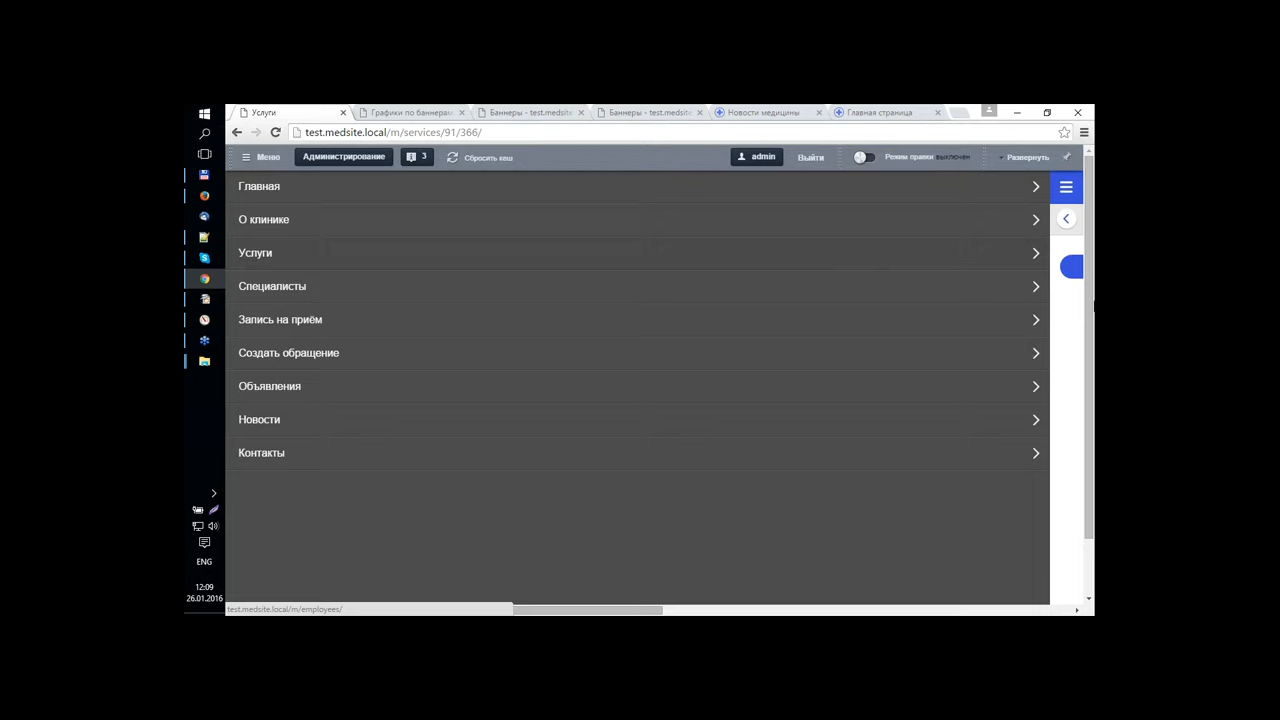 Услуги
Графики по баннерам
Баннеры - test.medsite
Баннеры - test.medsite
Новости медицины
Главная страница
test.medsite.local/m/services/91/366/
Меню
Администрирование
3
Сбросить кеш
admin
Выйти
Режим правки выключен
Развернуть
Главная
О клинике
Услуги
Специалисты
Запись на приём
Создать обращение
Объявления
Новости
Контакты
ENG
12:09
26.01.2016
test.medsite.local/m/employees/